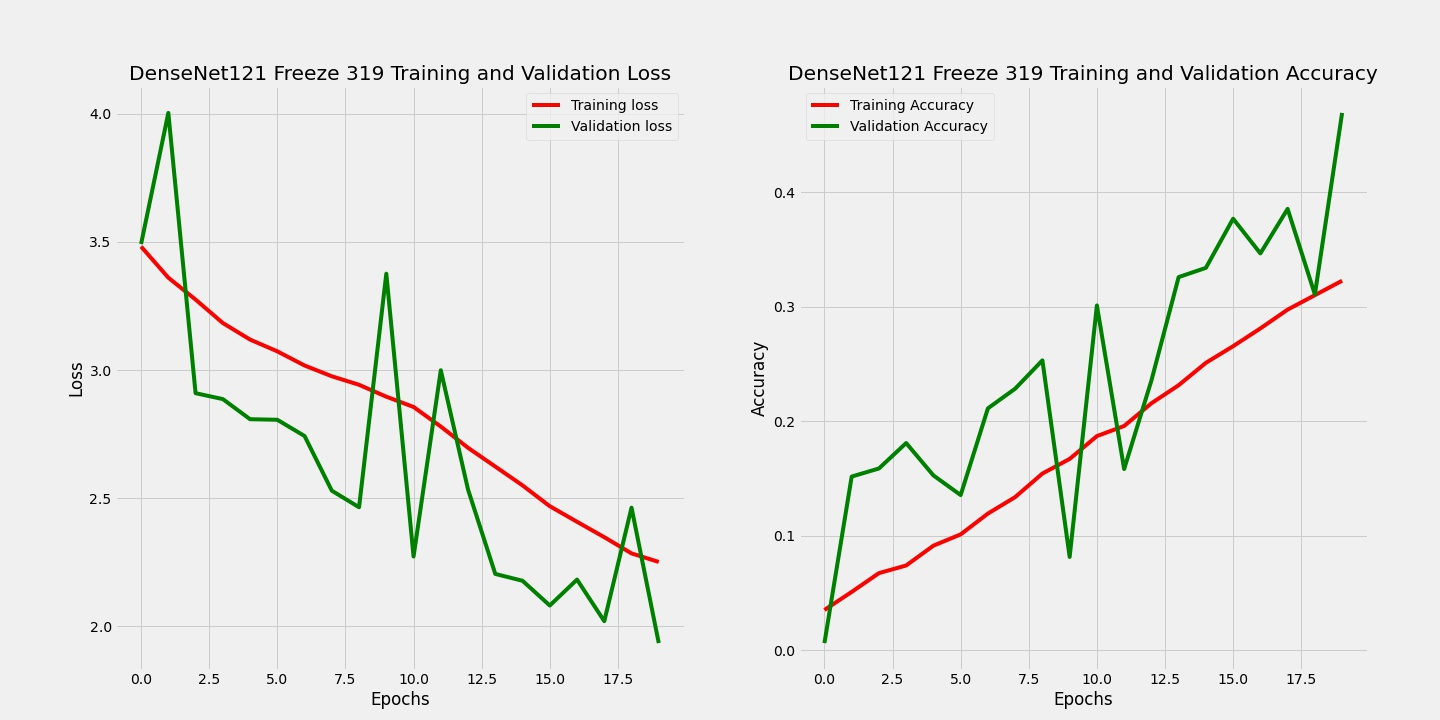 DenseNet121 Freeze 319 Training and Validation Loss
Training loss
Validation loss
4.0
3.5
3.0
2.5
2.0
Loss
0.0 2.5 5.0 7.5 10.0 12.5 15.0 17.5
Epochs
DenseNet121 Freeze 319 Training and Validation Accuracy
Training Accuracy
Validation Accuracy
0.4
0.3
0.2
0.1
0.0
Accuracy
0.0 2.5 5.0 7.5 10.0 12.5 15.0 17.5
Epochs